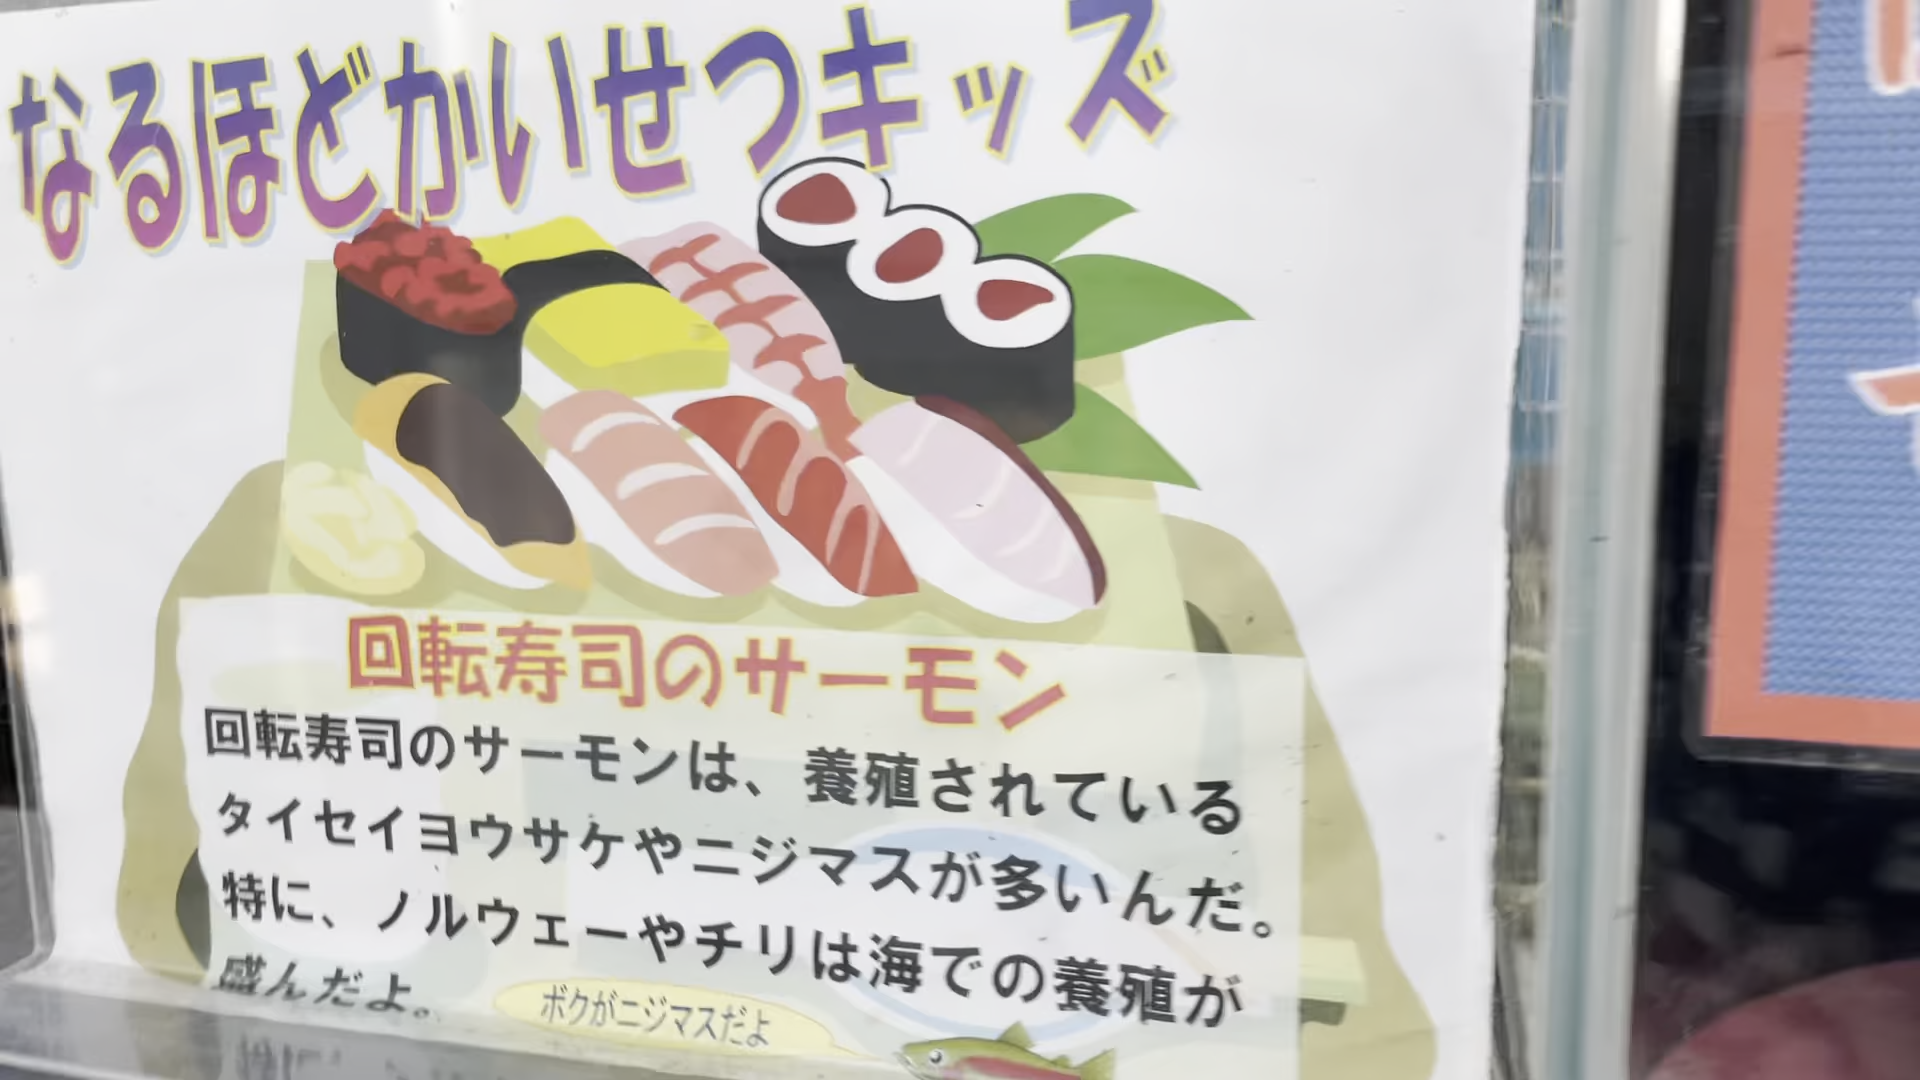 なるほどかいせつキッズ
回転寿司のサーモン
回転寿司のサーモンは、養殖されている
タイセイヨウサケやニジマスが多いんだ。
特に、ノルウェーやチリは海での養殖が
盛んだよ。
ボクがニジマスだよ